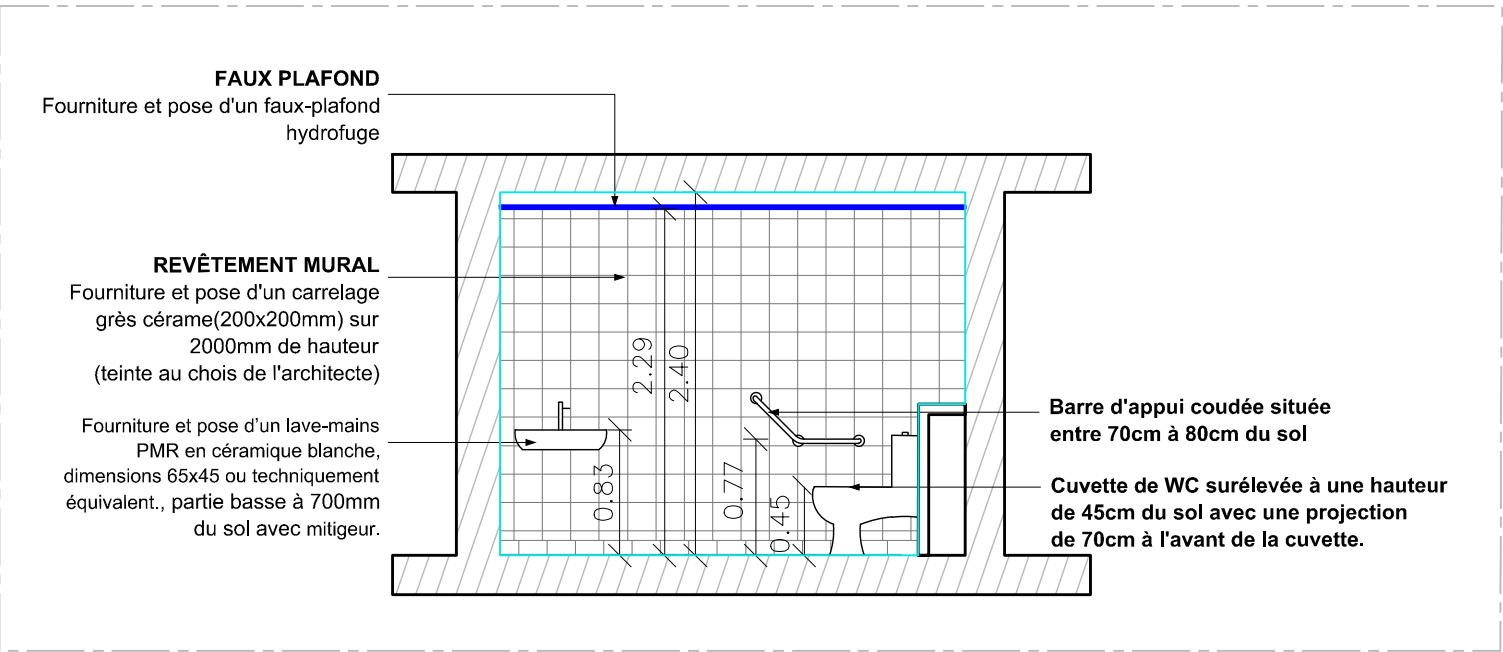 FAUX PLAFOND
Fourniture et pose d'un faux-plafond
hydrofuge
REVÊTEMENT MURAL
Fourniture et pose d'un carrelage
grès cérame(200x200mm) sur
2000mm de hauteur
(teinte au chois de l'architecte)
Fourniture et pose d'un lave-mains
PMR en céramique blanche,
dimensions 65x45 ou techniquement
équivalent., partie basse à 700mm
du sol avec mitigeur.
2.29
2.40
0.83
0.77
0.45
Barre d'appui coudée située
entre 70cm à 80cm du sol
Cuvette de WC surélevée à une hauteur
de 45cm du sol avec une projection
de 70cm à l'avant de la cuvette.